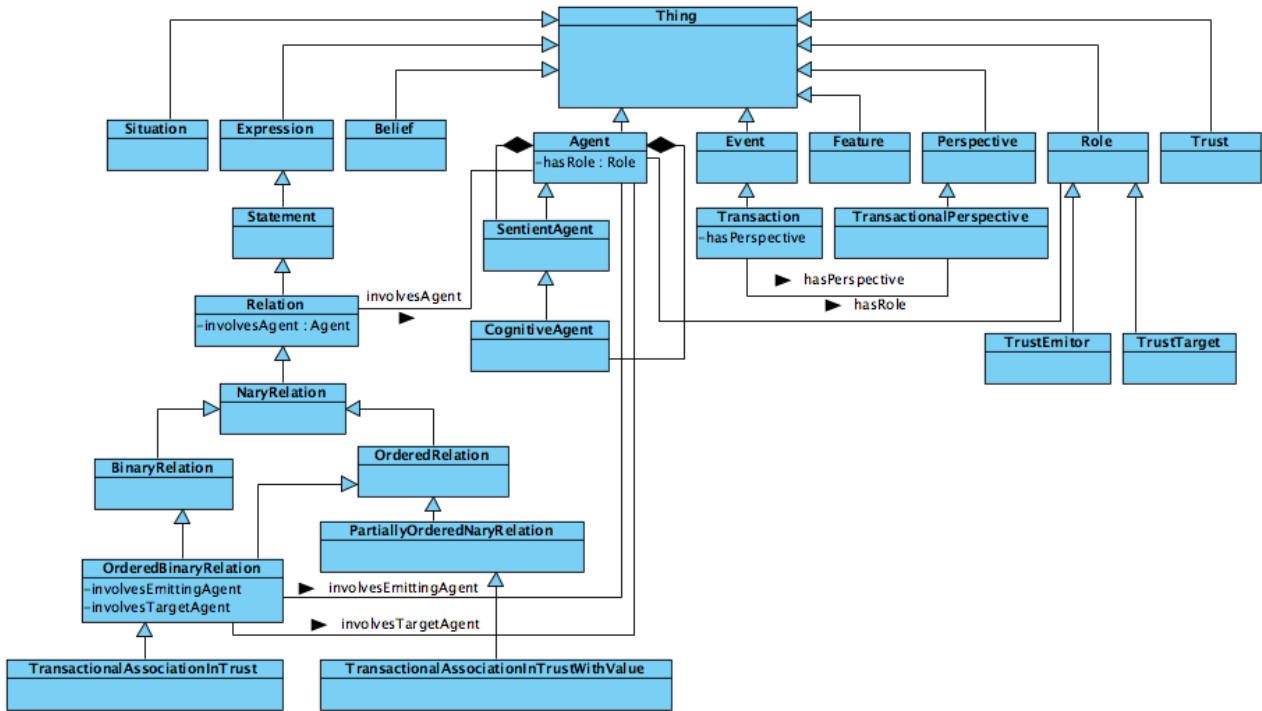 Thing
Situation
Expression
Belief
Agent
-hasRole : Role
Event
Feature
Perspective
Role
Trust
Statement
SentientAgent
Transaction
-hasPerspective
TransactionalPerspective
hasPerspective
involvesAgent
hasRole
Relation
-involvesAgent : Agent
CognitiveAgent
TrustEmitor
TrustTarget
NaryRelation
BinaryRelation
OrderedRelation
PartiallyOrderedNaryRelation
OrderedBinaryRelation
-involvesEmittingAgent
-involvesTargetAgent
involvesEmittingAgent
involvesTargetAgent
TransactionalAssociationInTrust
TransactionalAssociationInTrustWithValue